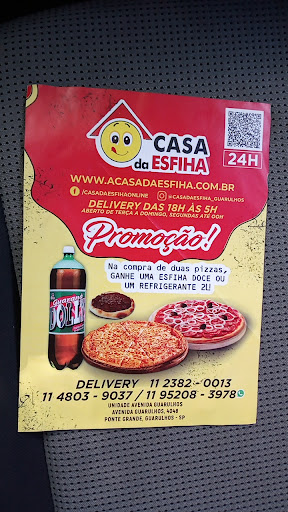 CASA
da ESFIHA
24H
WWW.ACASADAESFIHA.COM.BR
/CASADAESFIHAONLINE @CASADAESFIHA_GUARULHOS
DELIVERY DAS 18H ÀS 5H
ABERTO DE TERÇA A DOMINGO, SEGUNDAS ATÉ 00H
Promoção!
Na compra de duas pizzas,
GANHE UMA ESFIHA DOCE OU
UM REFRIGERANTE 2L!
Guaraná
DOLLY
DELIVERY 11 2382 - 0013
11 4803 - 9037 / 11 95208 - 3978
UNIDADE AVENIDA GUARULHOS
AVENIDA GUARULHOS, 4048
PONTE GRANDE, GUARULHOS - SP